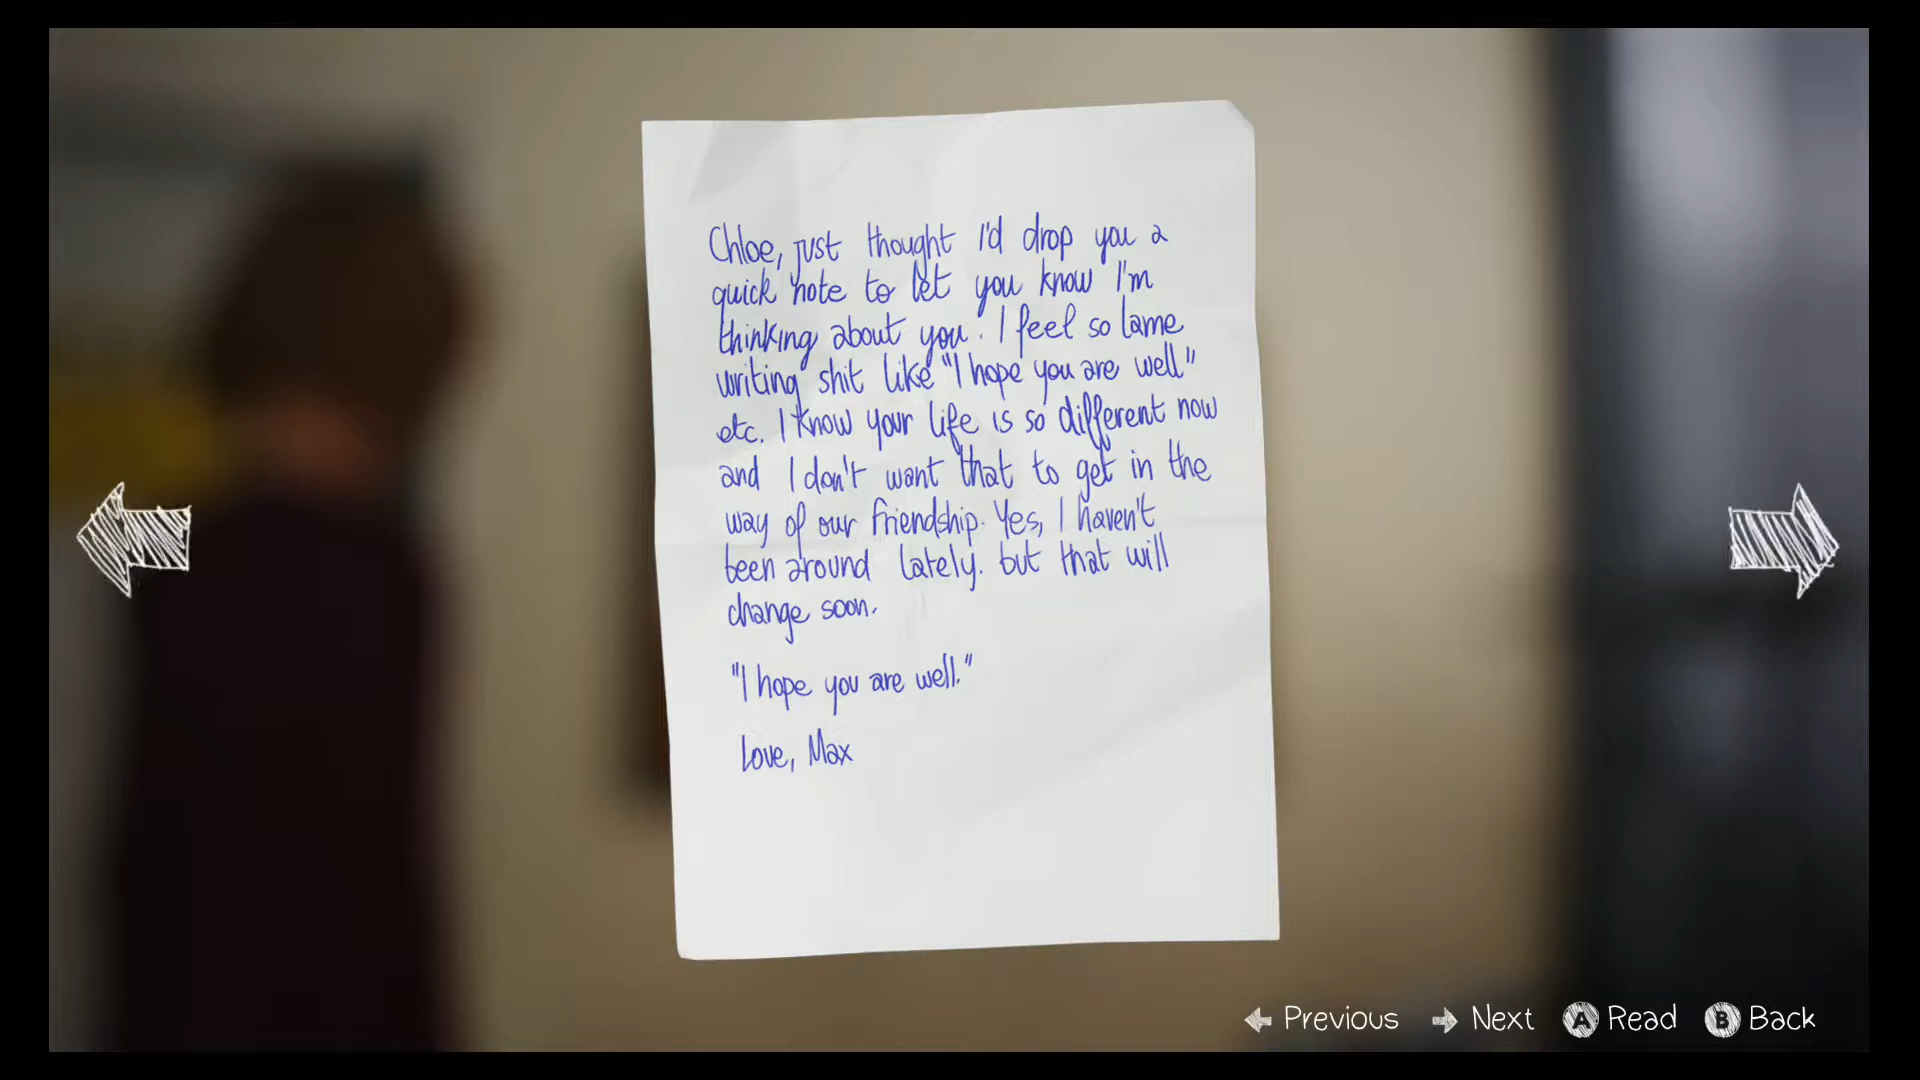 Chloe, just thought I'd drop you a
quick note to let you know I'm
thinking about you. I feel so lame
writing shit like "I hope you are well"
etc. I know your life is so different now
and I don't want that to get in the
way of our friendship. Yes, I haven't
been around lately. but that will
change soon.
"I hope you are well."
Love, Max
Previous Next A Read B Back